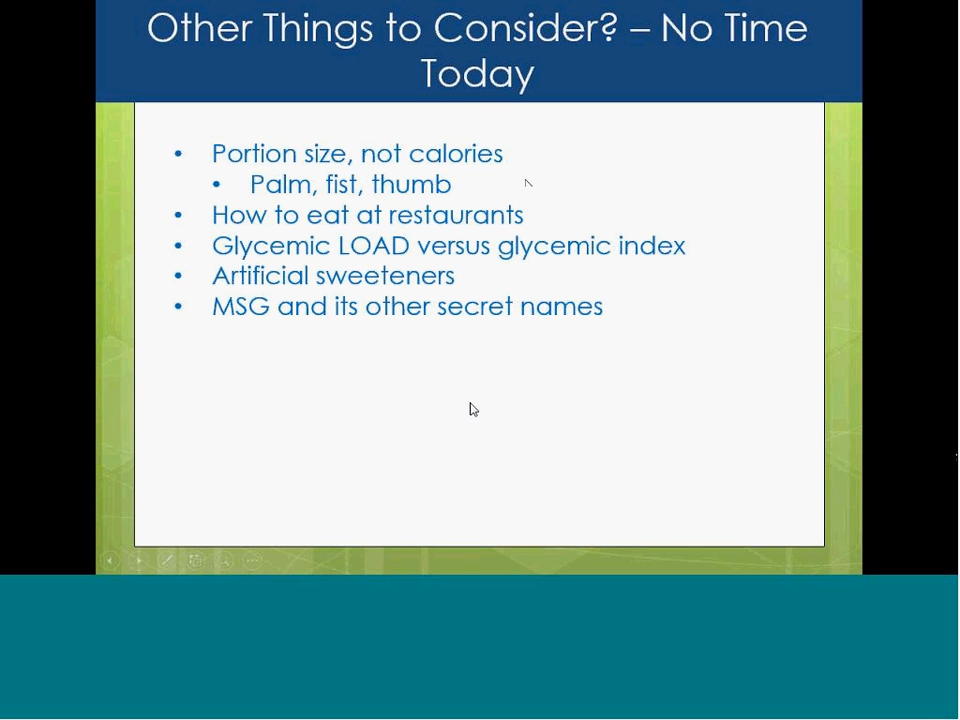 Other Things to Consider? – No Time
Today
• Portion size, not calories
• Palm, fist, thumb
• How to eat at restaurants
• Glycemic LOAD versus glycemic index
• Artificial sweeteners
• MSG and its other secret names